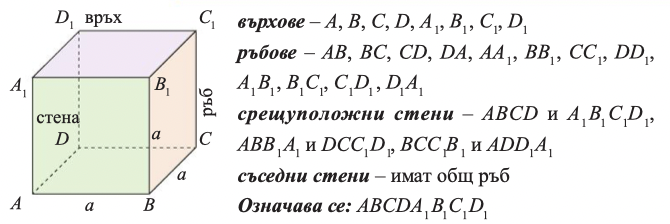 D₁ връх C₁
A₁ B₁
стена ръб
D a C
a
A a B
върхове – A, B, C, D, A₁, B₁, C₁, D₁
ръбове – AB, BC, CD, DA, AA₁, BB₁, CC₁, DD₁,
A₁B₁, B₁C₁, C₁D₁, D₁A₁
срещуположни стени – ABCD и A₁B₁C₁D₁,
ABB₁A₁ и DCC₁D₁, BCC₁B₁ и ADD₁A₁
съседни стени – имат общ ръб
Означава се: ABCDA₁B₁C₁D₁